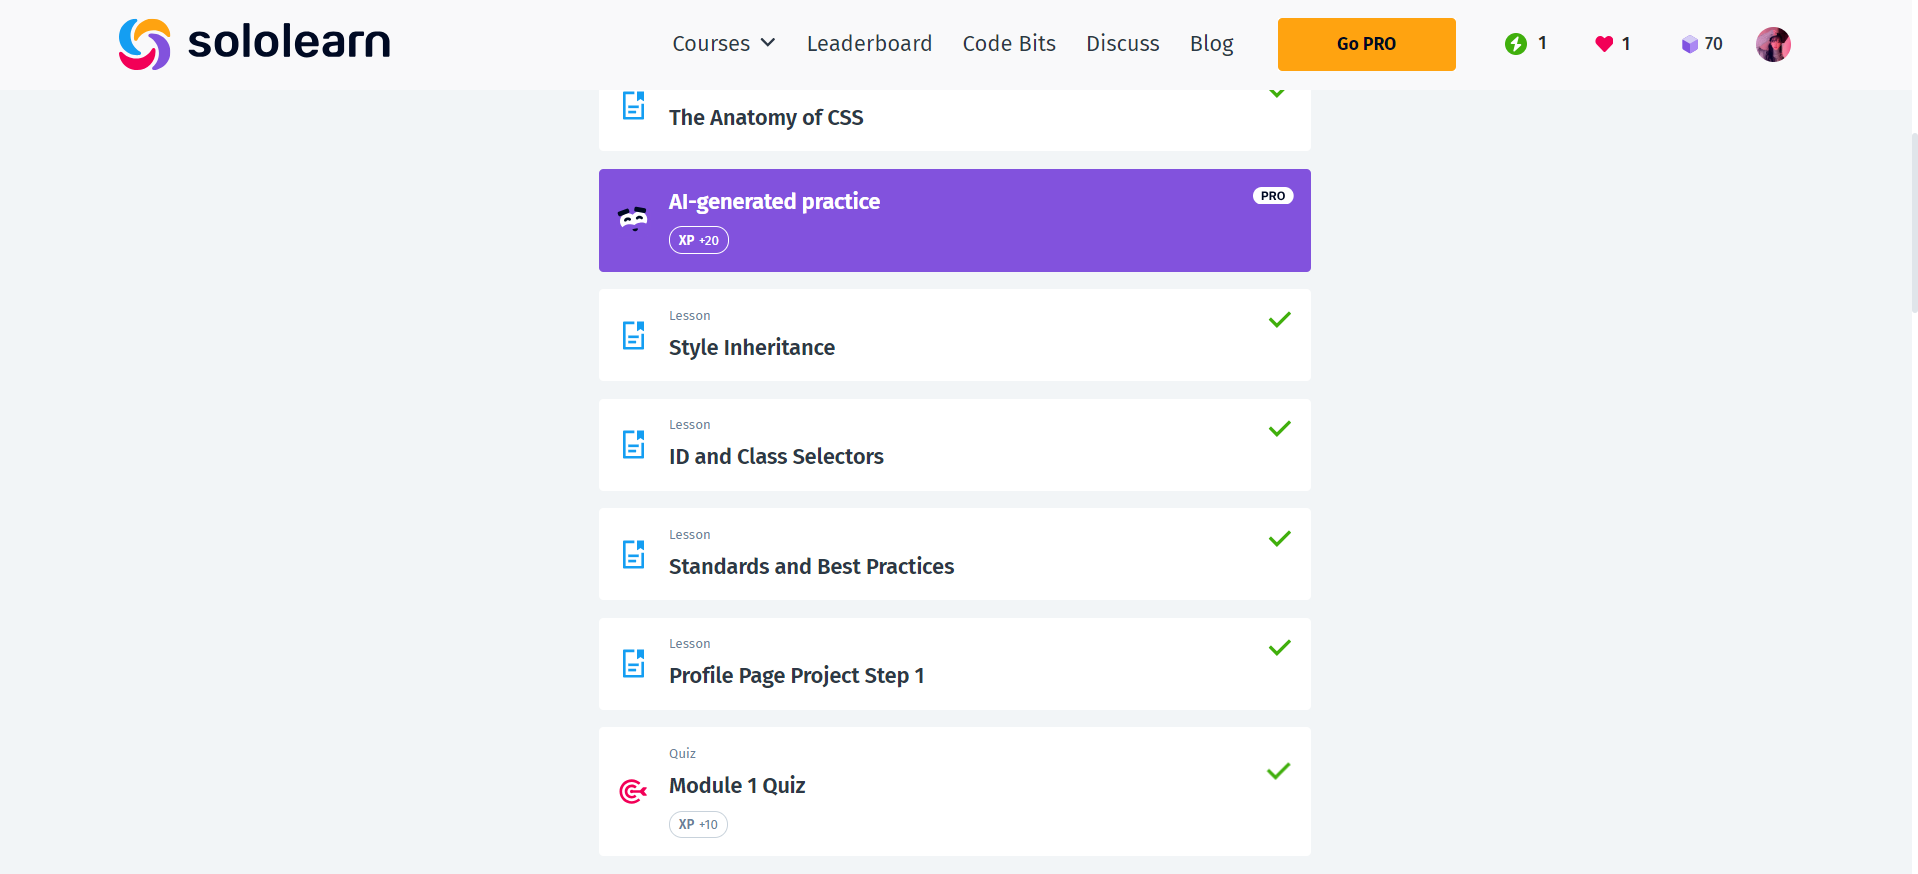 sololearn
Courses Leaderboard Code Bits Discuss Blog Go PRO 1 1 70
The Anatomy of CSS
AI-generated practice PRO
XP +20
Lesson
Style Inheritance
Lesson
ID and Class Selectors
Lesson
Standards and Best Practices
Lesson
Profile Page Project Step 1
Quiz
Module 1 Quiz
XP +10